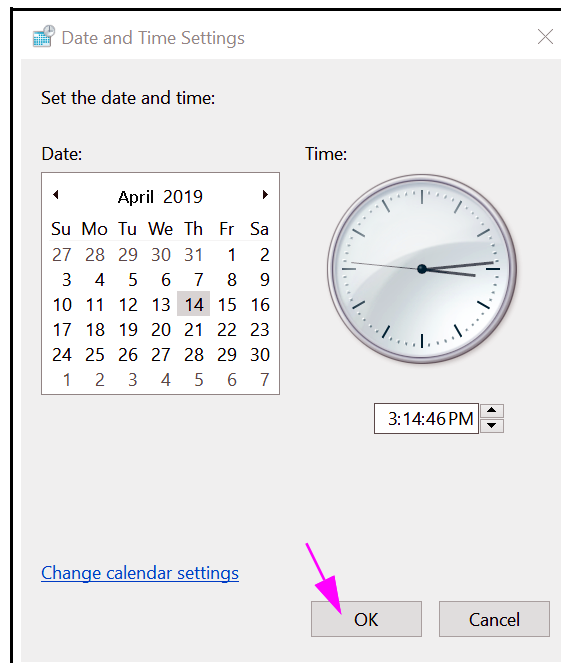 Date and Time Settings
Set the date and time:
Date:
Time:
April 2019
Su Mo Tu We Th Fr Sa
27 28 29 30 31 1 2
3 4 5 6 7 8 9
10 11 12 13 14 15 16
17 18 19 20 21 22 23
24 25 26 27 28 29 30
1 2 3 4 5 6 7
3:14:46 PM
Change calendar settings
OK
Cancel